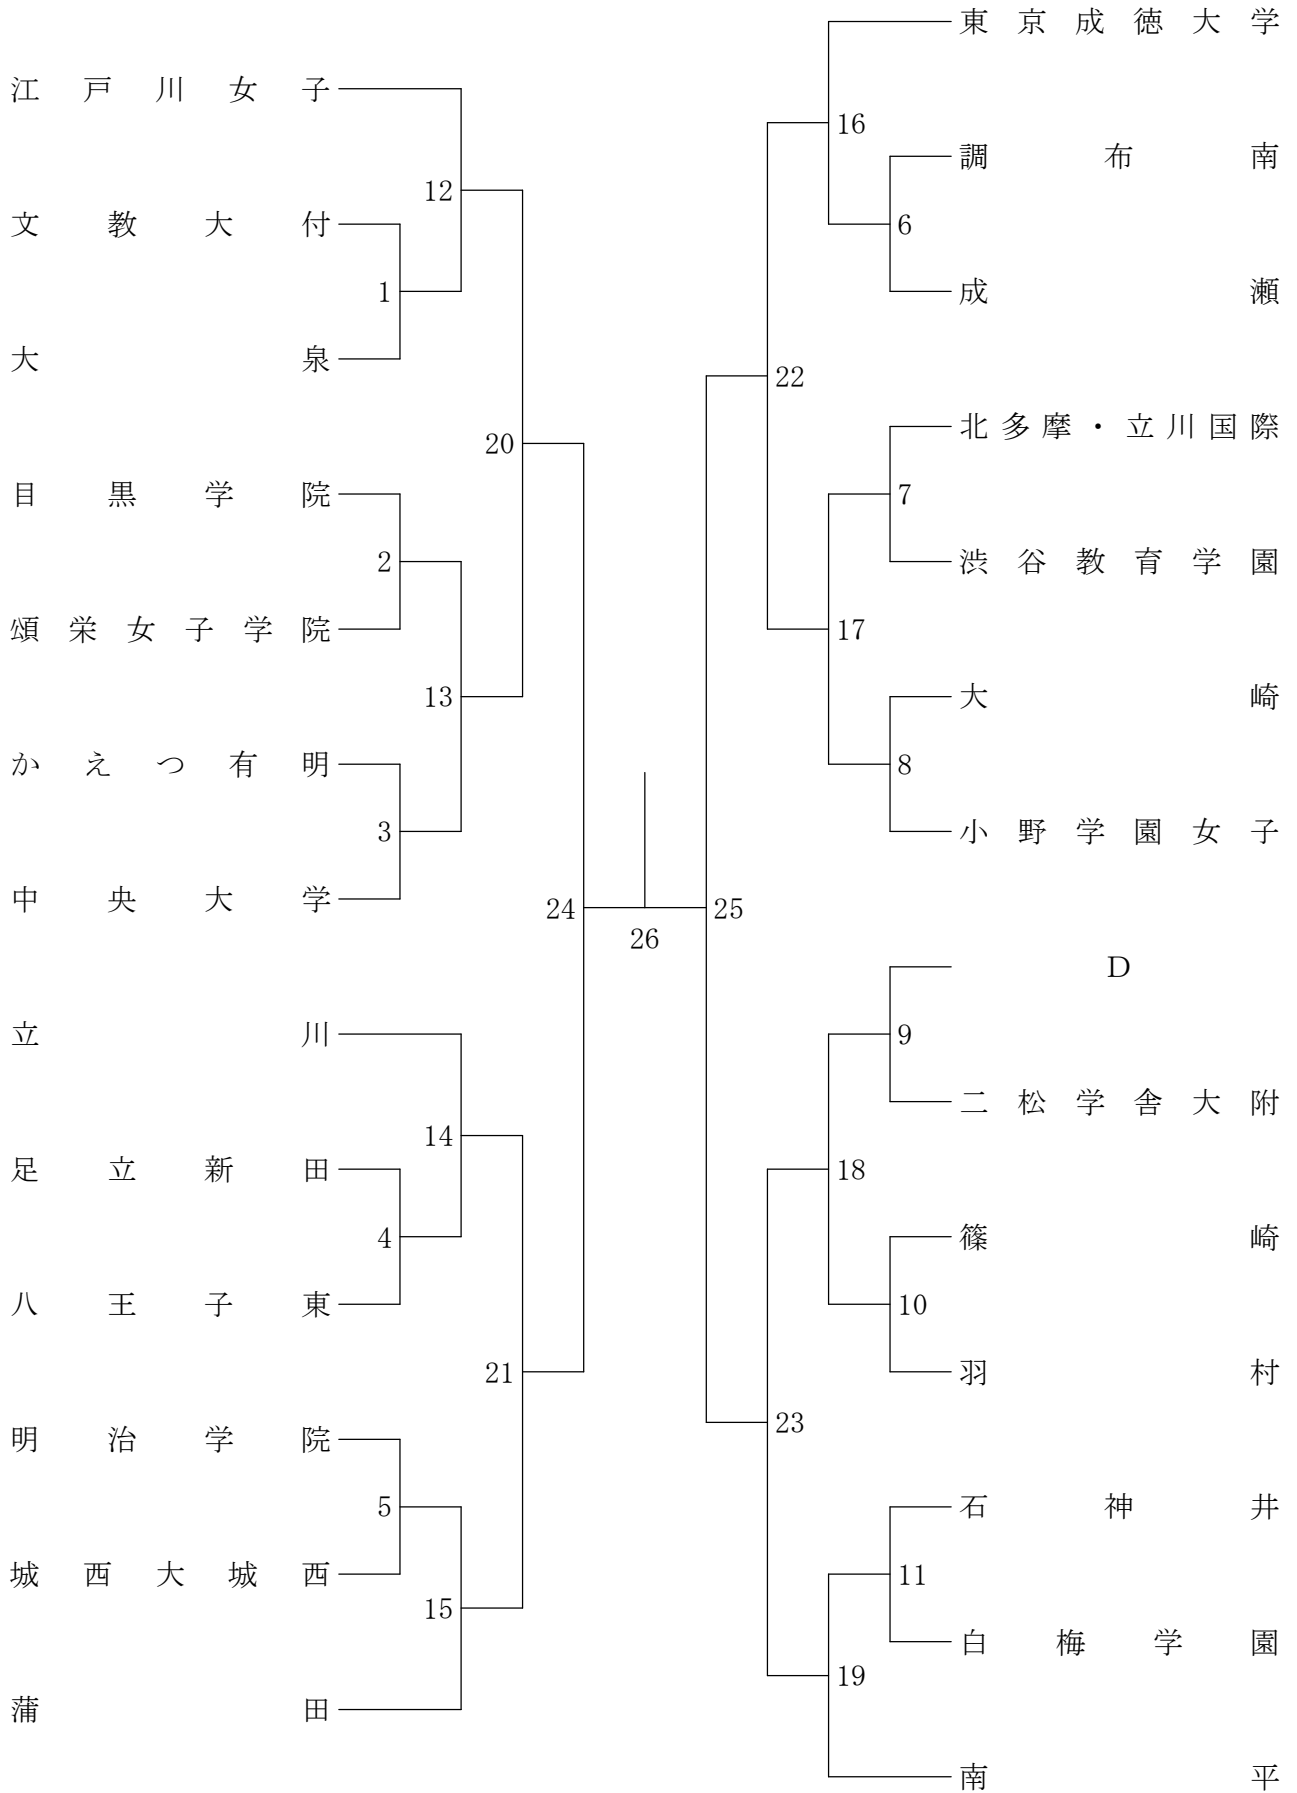 江戸川女子
12
文教大付
1
大泉
20
目黒学院
2
頌栄女子学院
13
かえつ有明
3
中央大学
24
立川
14
足立新田
4
八王子東
21
明治学院
5
城西大城西
15
蒲田
26
東京成徳大学
16
調布南
6
成瀬
22
北多摩・立川国際
7
渋谷教育学園
17
大崎
8
小野学園女子
25
D
9
二松学舎大附
18
篠崎
10
羽村
23
石神井
11
白梅学園
19
南平